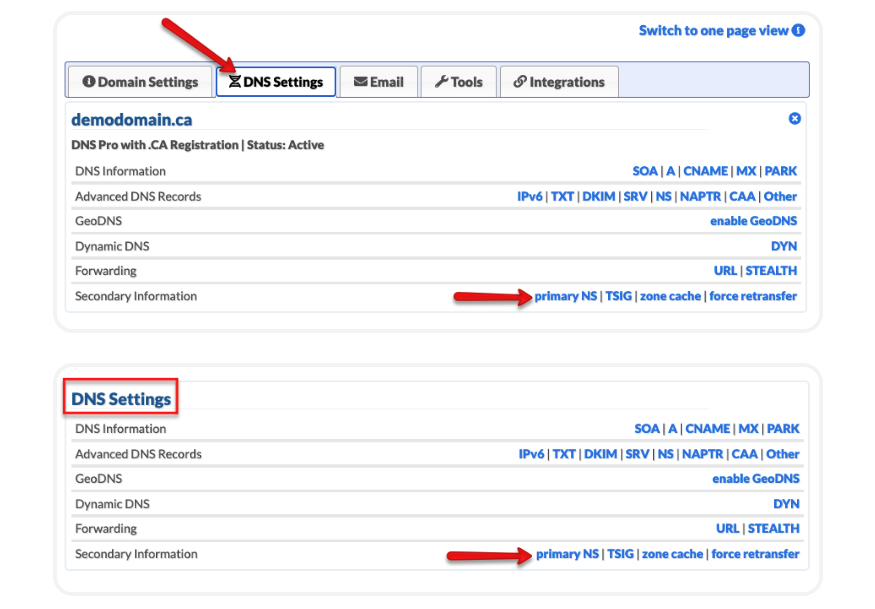 Switch to one page view
Domain Settings DNS Settings Email Tools Integrations
demodomain.ca
DNS Pro with .CA Registration | Status: Active
DNS Information SOA | A | CNAME | MX | PARK
Advanced DNS Records IPv6 | TXT | DKIM | SRV | NS | NAPTR | CAA | Other
GeoDNS enable GeoDNS
Dynamic DNS DYN
Forwarding URL | STEALTH
Secondary Information primary NS | TSIG | zone cache | force retransfer
DNS Settings
DNS Information SOA | A | CNAME | MX | PARK
Advanced DNS Records IPv6 | TXT | DKIM | SRV | NS | NAPTR | CAA | Other
GeoDNS enable GeoDNS
Dynamic DNS DYN
Forwarding URL | STEALTH
Secondary Information primary NS | TSIG | zone cache | force retransfer